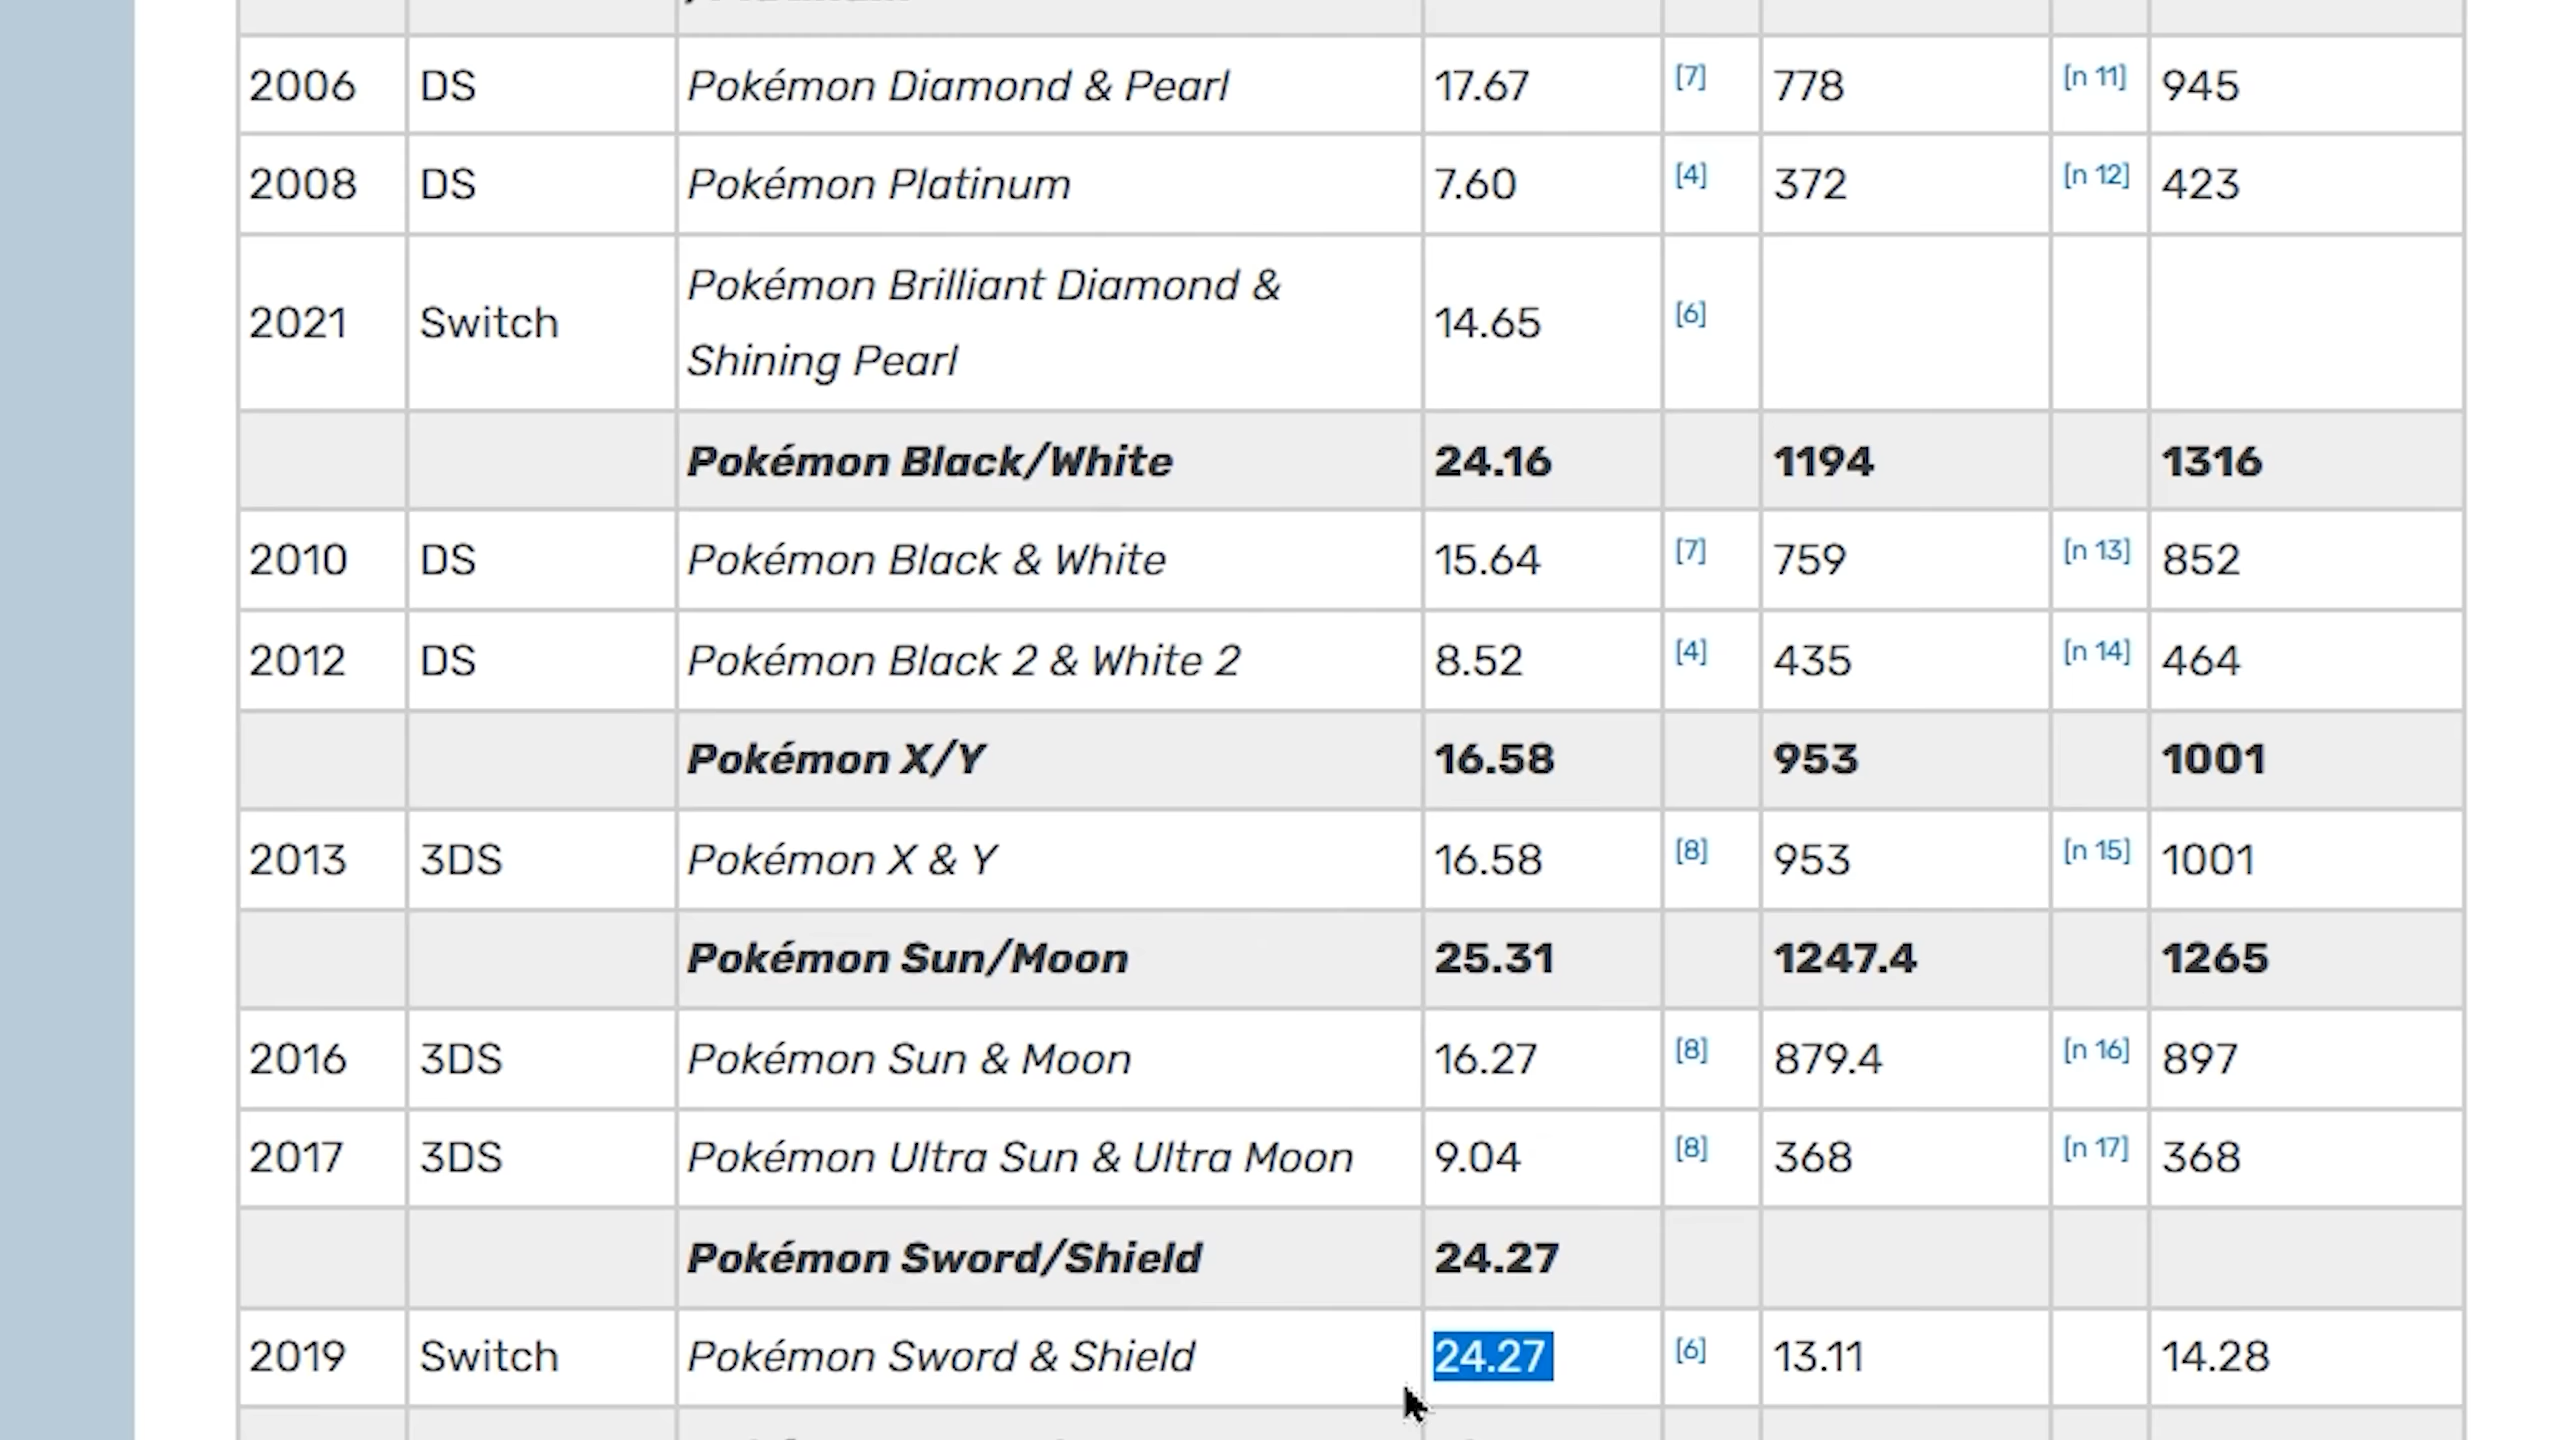 2006 DS Pokémon Diamond & Pearl 17.67 [7] 778 [n 11] 945
2008 DS Pokémon Platinum 7.60 [4] 372 [n 12] 423
2021 Switch Pokémon Brilliant Diamond & Shining Pearl 14.65 [6]
Pokémon Black/White 24.16 1194 1316
2010 DS Pokémon Black & White 15.64 [7] 759 [n 13] 852
2012 DS Pokémon Black 2 & White 2 8.52 [4] 435 [n 14] 464
Pokémon X/Y 16.58 953 1001
2013 3DS Pokémon X & Y 16.58 [8] 953 [n 15] 1001
Pokémon Sun/Moon 25.31 1247.4 1265
2016 3DS Pokémon Sun & Moon 16.27 [8] 879.4 [n 16] 897
2017 3DS Pokémon Ultra Sun & Ultra Moon 9.04 [8] 368 [n 17] 368
Pokémon Sword/Shield 24.27
2019 Switch Pokémon Sword & Shield 24.27 [6] 13.11 14.28